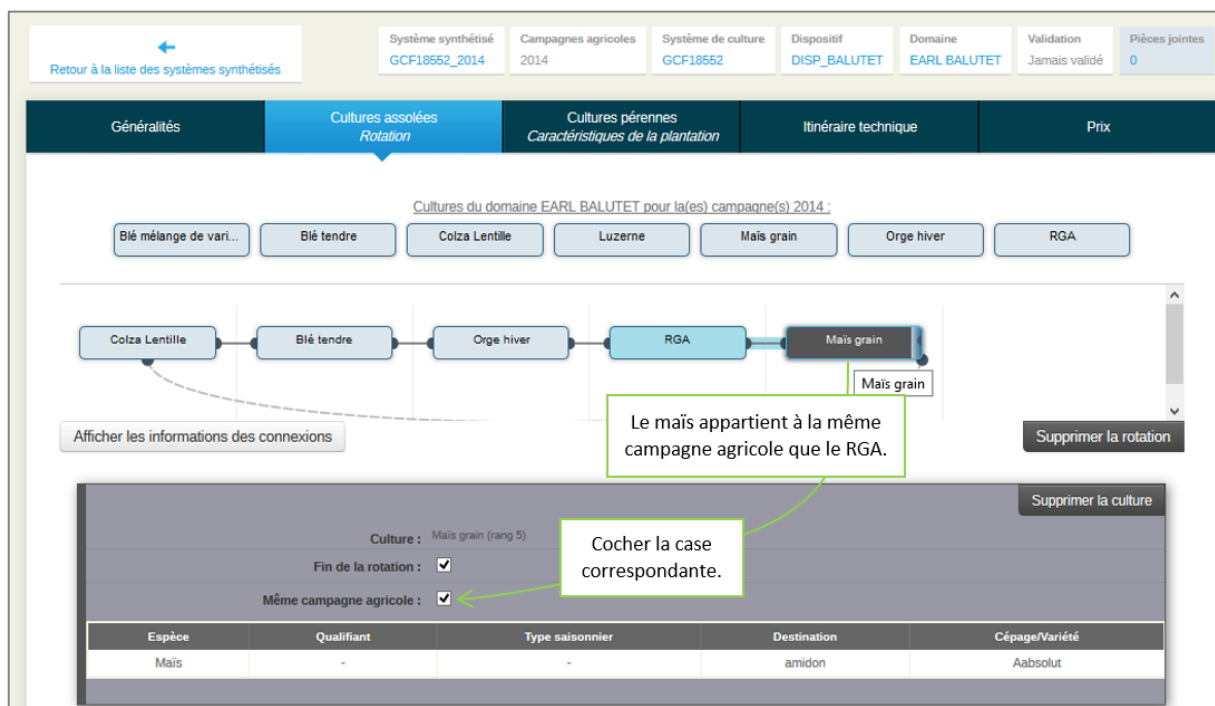 ←
Retour à la liste des systèmes synthétisés
Système synthétisé
GCF18552_2014
Campagnes agricoles
2014
Système de culture
GCF18552
Dispositif
DISP_BALUTET
Domaine
EARL BALUTET
Validation
Jamais validé
Pièces jointes
0
Généralités
Cultures assolées
Rotation
Cultures pérennes
Caractéristiques de la plantation
Itinéraire technique
Prix
Cultures du domaine EARL BALUTET pour la(es) campagne(s) 2014 :
Blé mélange de vari...
Blé tendre
Colza Lentille
Luzerne
Maïs grain
Orge hiver
RGA
Colza Lentille
Blé tendre
Orge hiver
RGA
Maïs grain
Maïs grain
Le maïs appartient à la même
campagne agricole que le RGA.
Afficher les informations des connexions
Supprimer la rotation
Supprimer la culture
Culture : Maïs grain (rang 5)
Cocher la case
correspondante.
Fin de la rotation :
Même campagne agricole :
Espèce Qualifiant Type saisonnier Destination Cépage/Variété
Maïs - - amidon Aabsolut